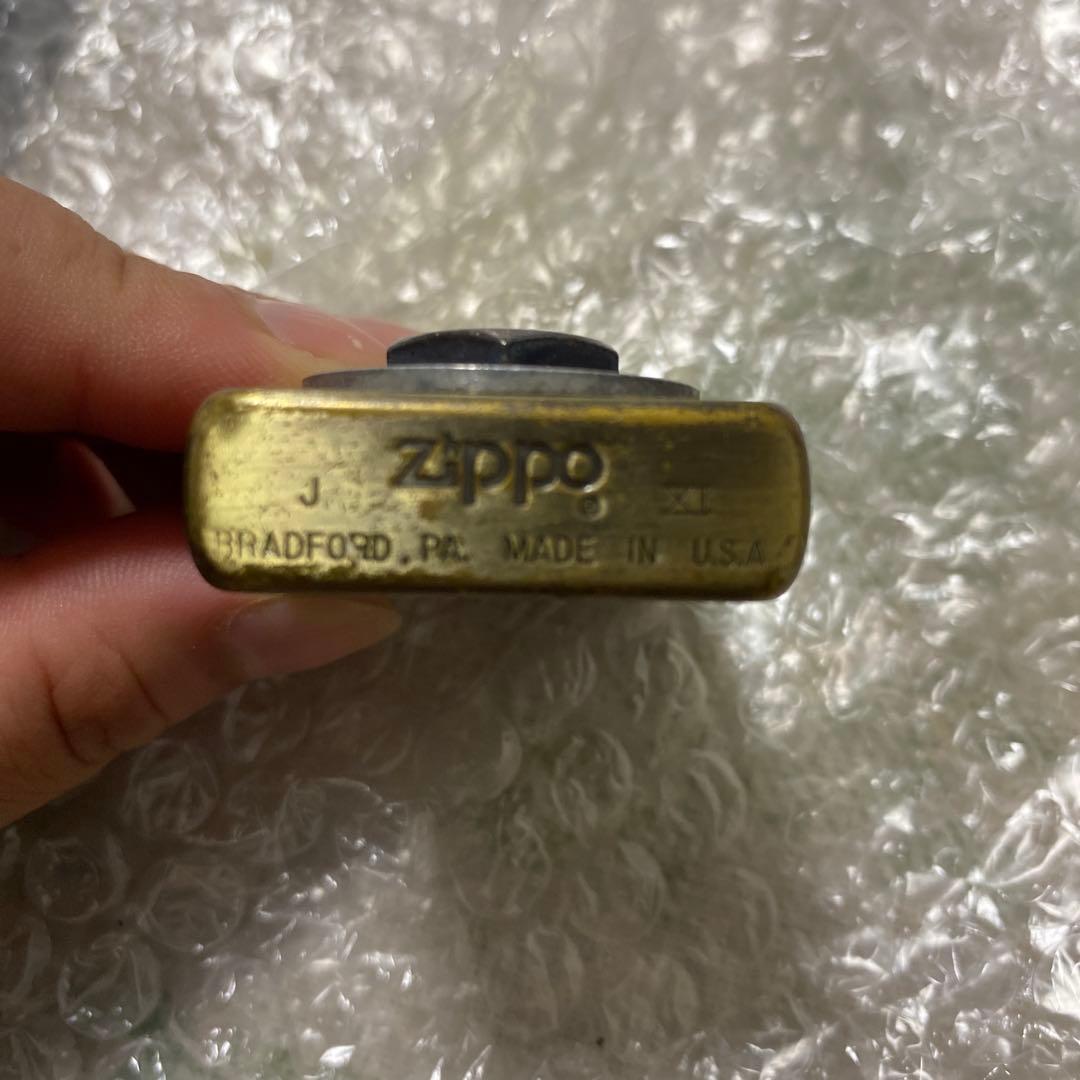 Zippo®
J XI
BRADFORD, PA. MADE IN U.S.A.